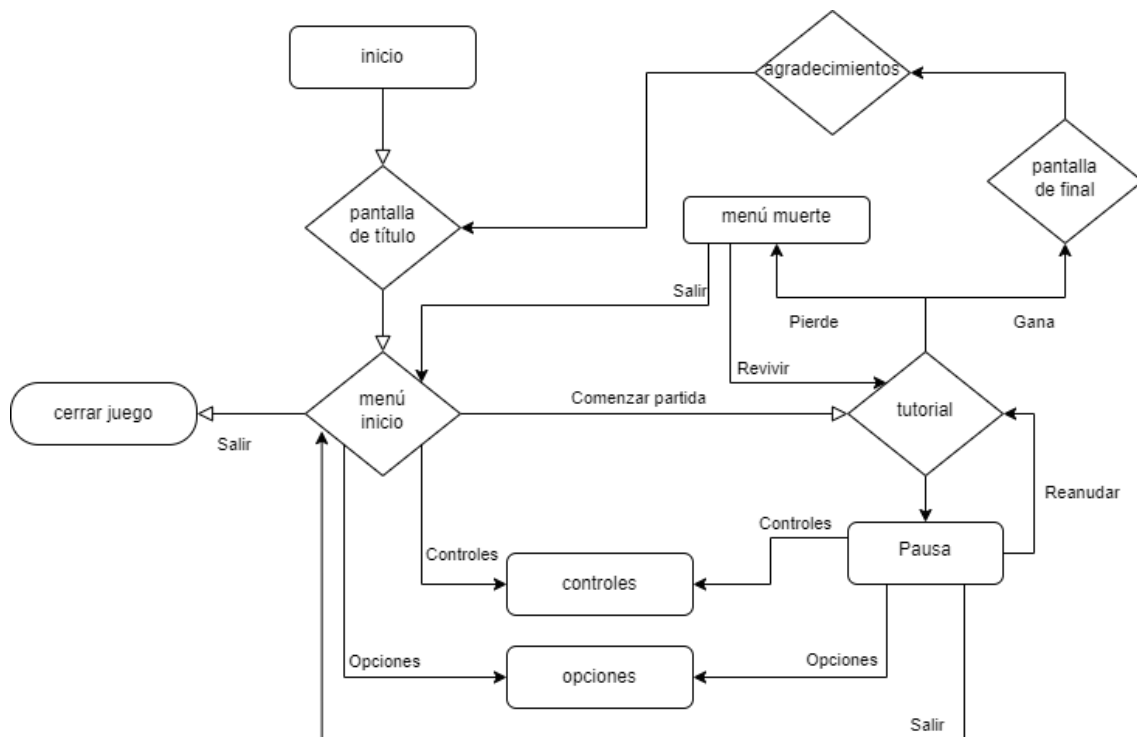 inicio
agradecimientos
pantalla
de final
pantalla
de título
menú muerte
Salir
Pierde
Gana
Revivir
menú
inicio
cerrar juego
Salir
Comenzar partida
tutorial
Reanudar
Controles
Pausa
Controles
controles
Opciones
opciones
Opciones
Salir